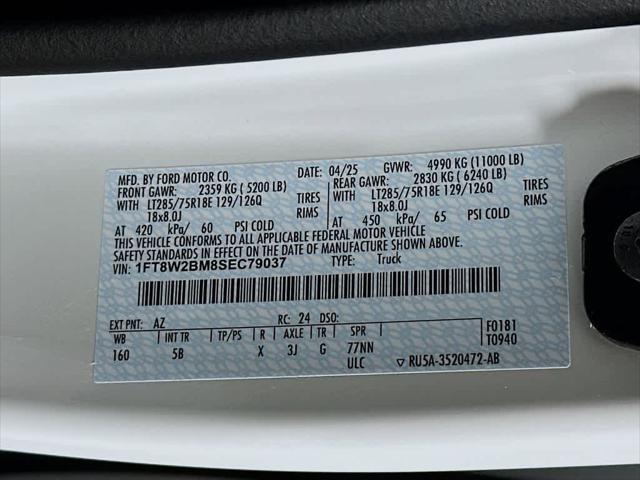 MFD. BY FORD MOTOR CO. DATE: 04/25 GVWR: 4990 KG (11000 LB)
FRONT GAWR: 2359 KG (5200 LB) REAR GAWR: 2830 KG (6240 LB)
WITH LT285/75R18E 129/126Q TIRES WITH LT285/75R18E 129/126Q TIRES
18x8.0J RIMS 18x8.0J RIMS
AT 420 kPa/ 60 PSI COLD AT 450 kPa/ 65 PSI COLD
THIS VEHICLE CONFORMS TO ALL APPLICABLE FEDERAL MOTOR VEHICLE
SAFETY STANDARDS IN EFFECT ON THE DATE OF MANUFACTURE SHOWN ABOVE.
VIN: 1FT8W2BM8SEC79037 TYPE: Truck
EXT PNT: AZ RC: 24 DSO: F0181
WB INT TR TP/PS R AXLE TR SPR T0940
160 5B X 3J G 77NN
ULC ▽ RU5A-3520472-AB